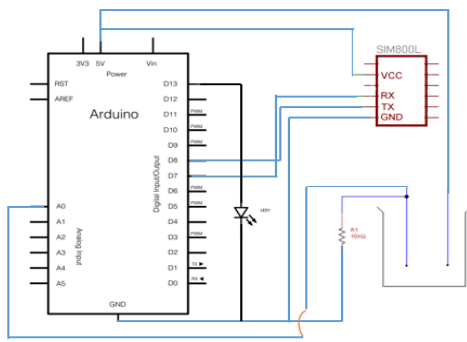 SIM800L
3V3 5V Vin
Power
RST
AREF
Arduino
D13
D12
PWM
D11
PWM
D10
PWM
D9
D8
D7
PWM
D6
PWM
D5
D4
PWM
D3
D2
TX ▶
D1
RX ◀
D0
Digital Input/Output
Analog Input
A0
A1
A2
A3
A4
A5
GND
VCC
RX
TX
GND
R1
10kΩ